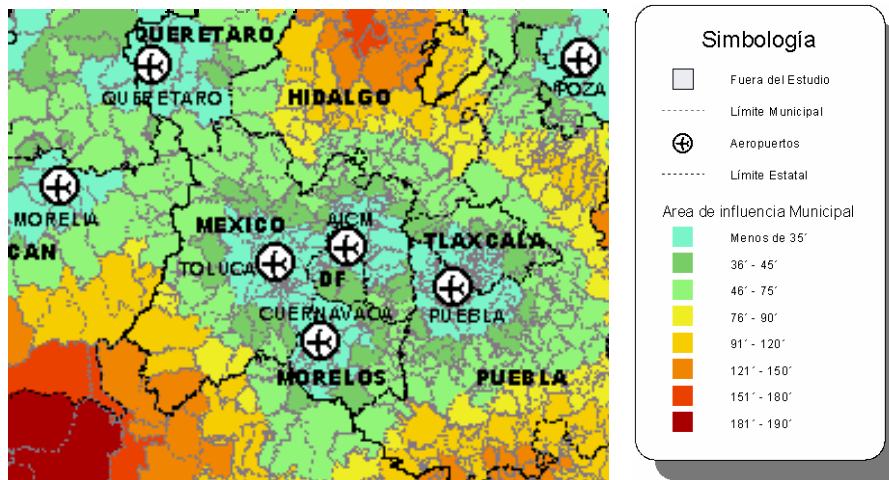 QUERETARO
QUERETARO
POZA
HIDALGO
MORELIA
CAN
MEXICO
AICM
TLAXCALA
TOLUCA
DF
CUERNAVACA
PUEBLA
MORELOS
PUEBLA
Simbología
Fuera del Estudio
Límite Municipal
Aeropuertos
Límite Estatal
Area de influencia Municipal
Menos de 35´
36´ - 45´
46´ - 75´
76´ - 90´
91´ - 120´
121´ - 150´
151´ - 180´
181´ - 190´